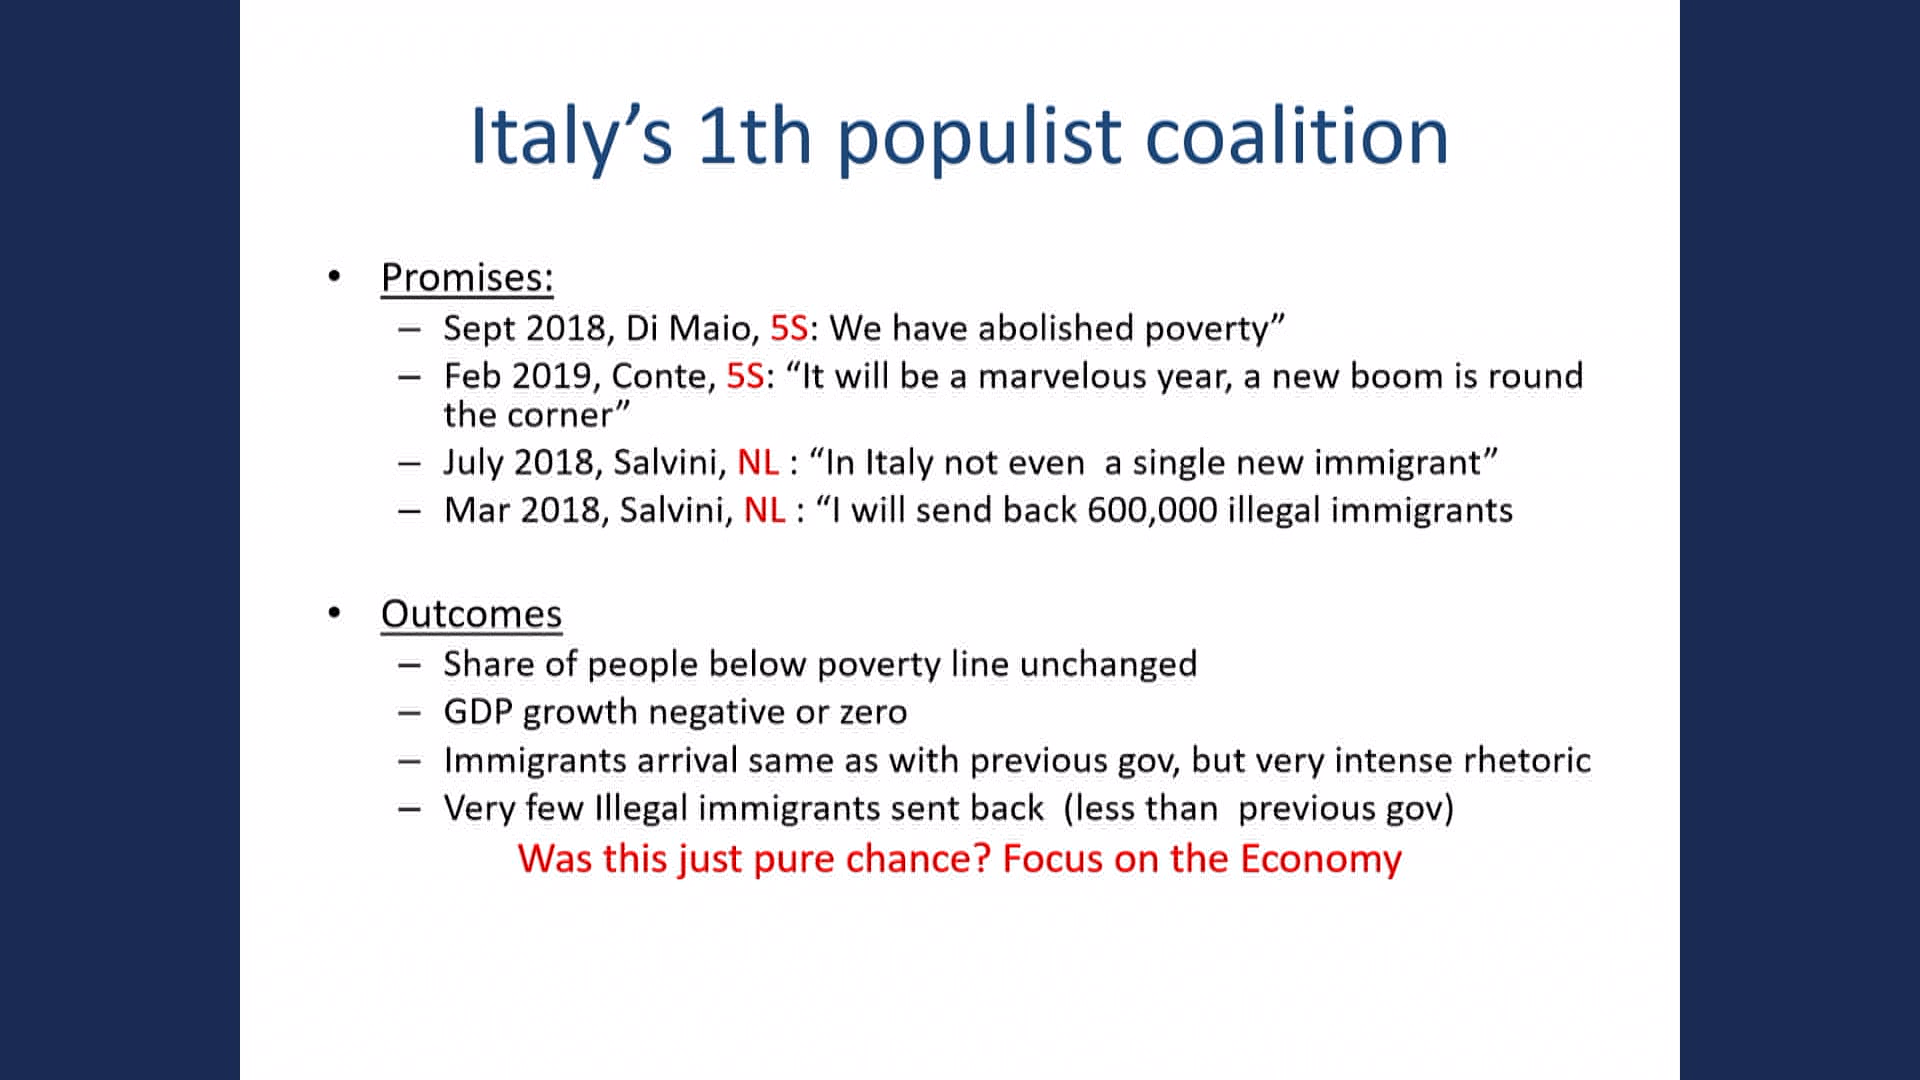 Italy’s 1th populist coalition
• Promises:
– Sept 2018, Di Maio, 5S: We have abolished poverty”
– Feb 2019, Conte, 5S: “It will be a marvelous year, a new boom is round
the corner”
– July 2018, Salvini, NL : “In Italy not even  a single new immigrant”
– Mar 2018, Salvini, NL : “I will send back 600,000 illegal immigrants
• Outcomes
– Share of people below poverty line unchanged
– GDP growth negative or zero
– Immigrants arrival same as with previous gov, but very intense rhetoric
– Very few Illegal immigrants sent back  (less than  previous gov)
Was this just pure chance? Focus on the Economy